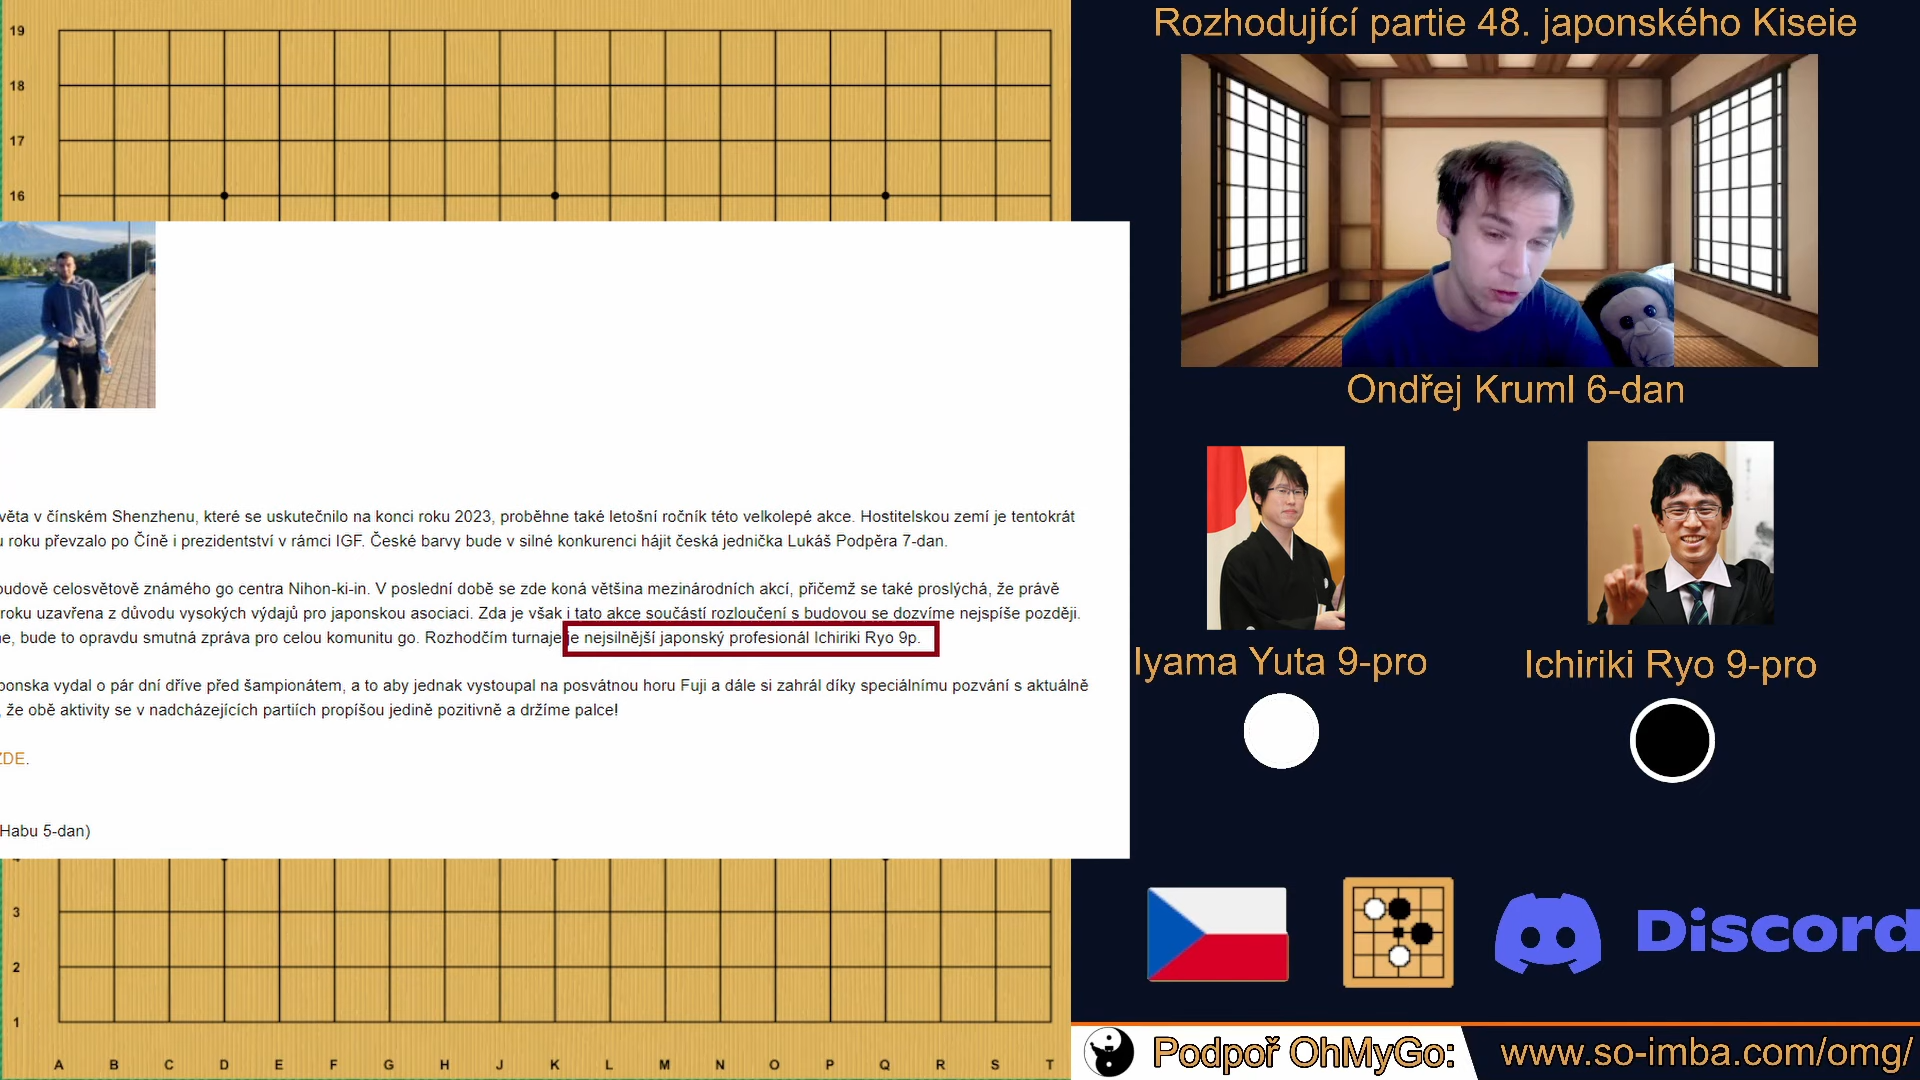 Rozhodující partie 48. japonského Kiseie
19
18
17
16
Ondřej Kruml 6-dan
věta v čínském Shenzhenu, které se uskutečnilo na konci roku 2023, proběhne také letošní ročník této velkolepé akce. Hostitelskou zemí je tentokrát
u roku převzalo po Číně i prezidentství v rámci IGF. České barvy bude v silné konkurenci hájit česká jednička Lukáš Podpěra 7-dan.
budově celosvětově známého go centra Nihon-ki-in. V poslední době se zde koná většina mezinárodních akcí, přičemž se také proslýchá, že právě
roku uzavřena z důvodu vysokých výdajů pro japonskou asociaci. Zda je však i tato akce součástí rozloučení s budovou se dozvíme nejspíše později.
ne, bude to opravdu smutná zpráva pro celou komunitu go. Rozhodčím turnaje je nejsilnější japonský profesionál Ichiriki Ryo 9p.
ponska vydal o pár dní dříve před šampionátem, a to aby jednak vystoupal na posvátnou horu Fuji a dále si zahrál díky speciálnímu pozvání s aktuálně
, že obě aktivity se v nadcházejících partiích propíšou jedině pozitivně a držíme palce!
ZDE.
Habu 5-dan)
Iyama Yuta 9-pro
Ichiriki Ryo 9-pro
3
2
1
A B C D E F G H J K L M N O P Q R S T
Discord
Podpoř OhMyGo:
www.so-imba.com/omg/